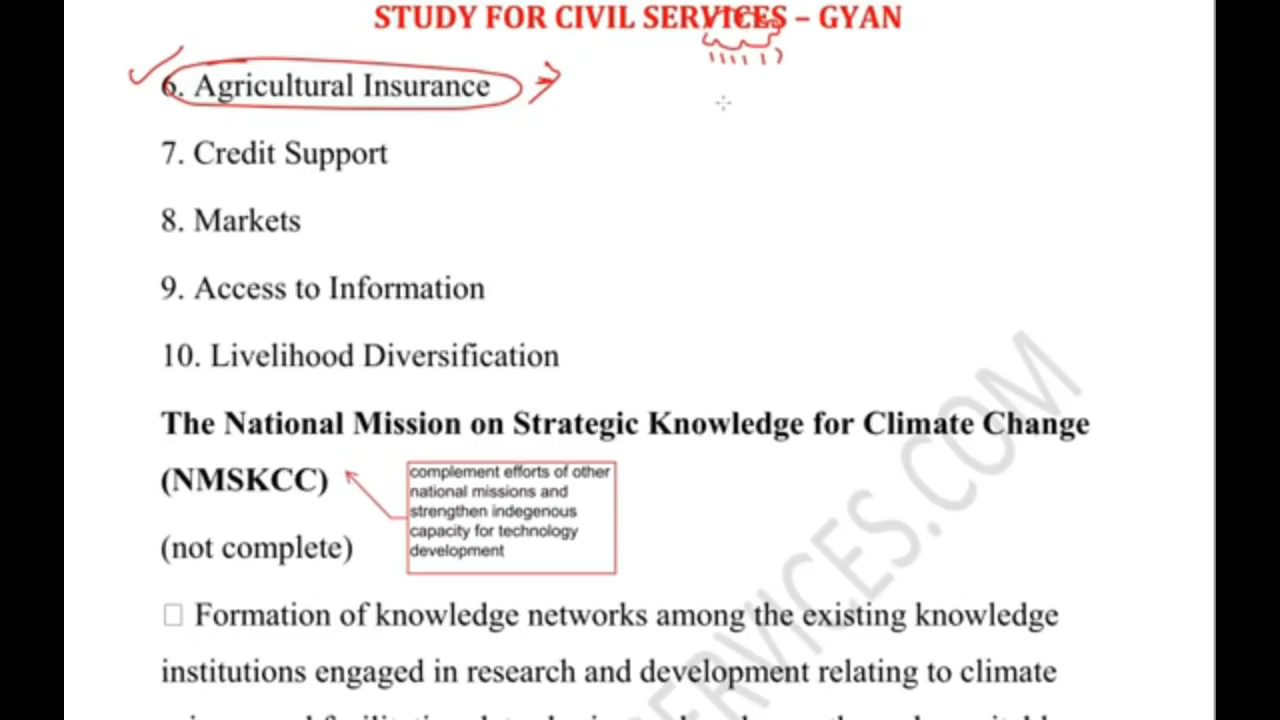 STUDY FOR CIVIL SERVICES – GYAN
6. Agricultural Insurance
7. Credit Support
8. Markets
9. Access to Information
10. Livelihood Diversification
The National Mission on Strategic Knowledge for Climate Change
(NMSKCC)
complement efforts of other
national missions and
strengthen indegenous
capacity for technology
development
(not complete)
Formation of knowledge networks among the existing knowledge
institutions engaged in research and development relating to climate
SERVICES.COM